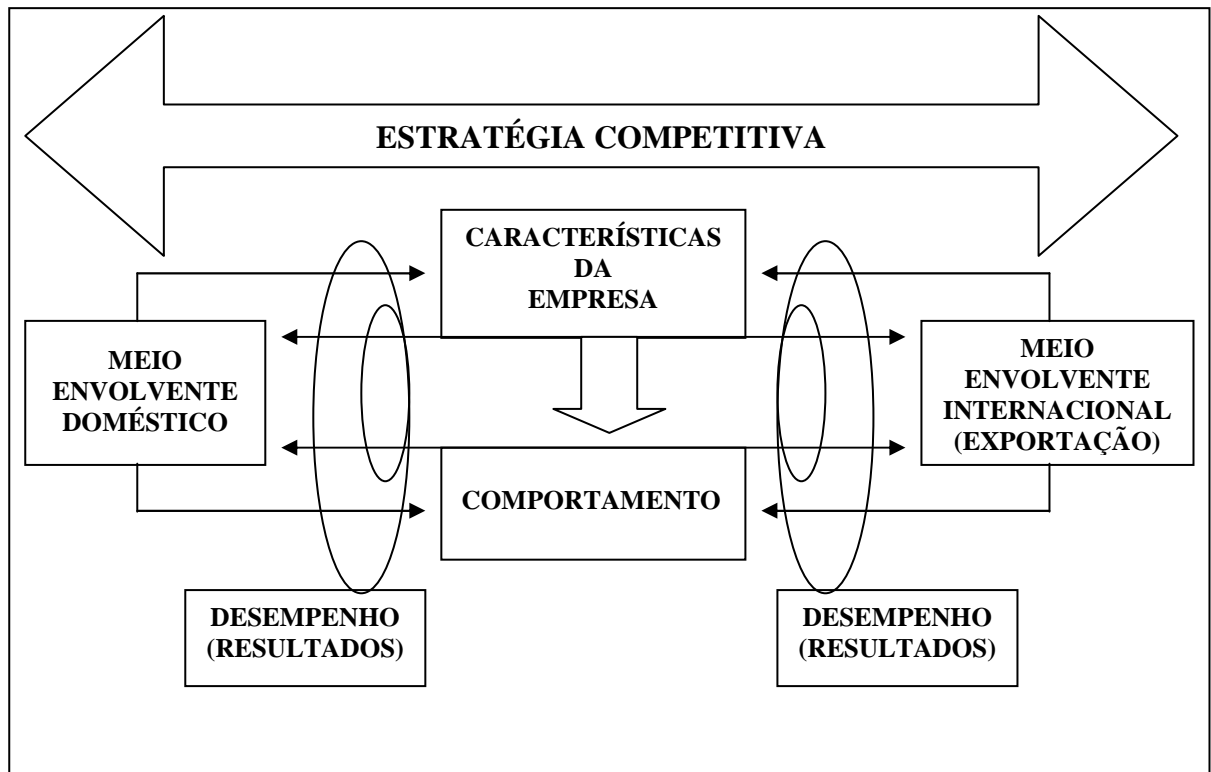 ESTRATÉGIA COMPETITIVA
CARACTERÍSTICAS
DA
EMPRESA
MEIO
ENVOLVENTE
DOMÉSTICO
MEIO
ENVOLVENTE
INTERNACIONAL
(EXPORTAÇÃO)
COMPORTAMENTO
DESEMPENHO
(RESULTADOS)
DESEMPENHO
(RESULTADOS)